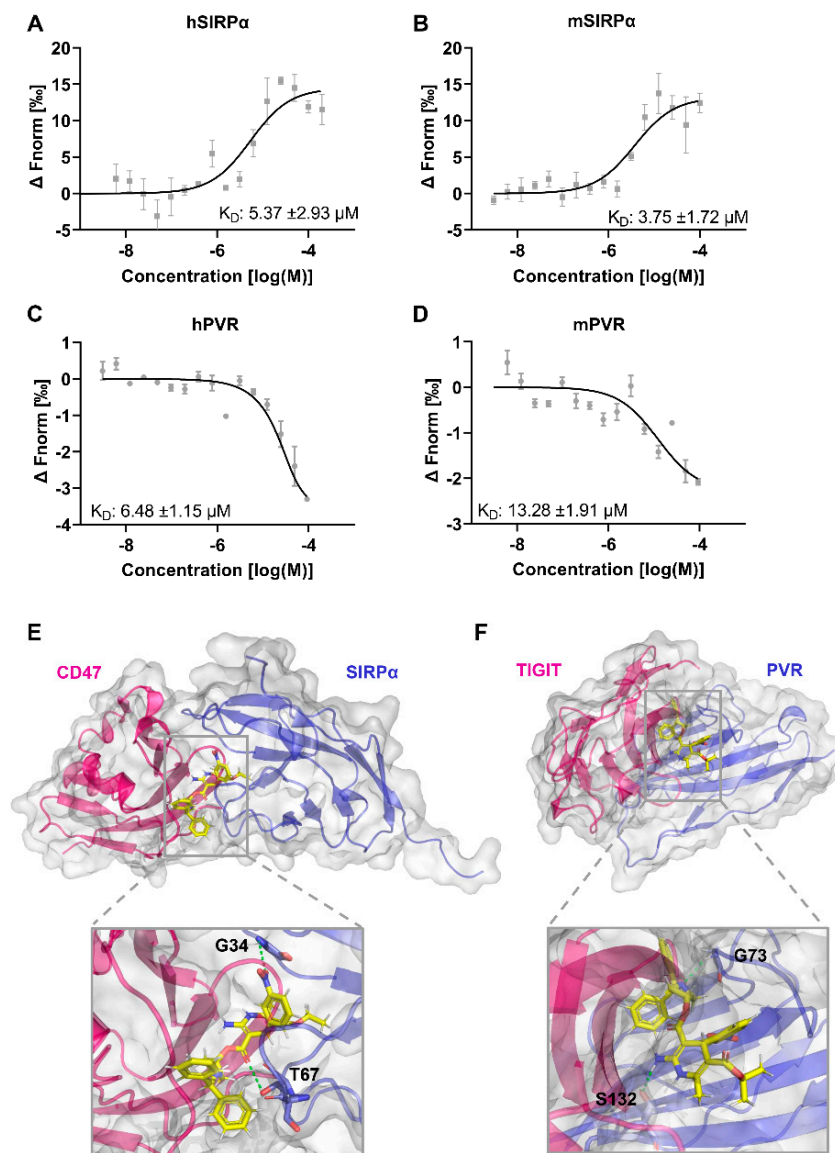 A
hSIRPα
Δ Fnorm [‰]
20
15
10
5
0
-5
K_D: 5.37 ±2.93 µM
-8
-6
-4
Concentration [log(M)]
B
mSIRPα
Δ Fnorm [‰]
20
15
10
5
0
-5
K_D: 3.75 ±1.72 µM
-8
-6
-4
Concentration [log(M)]
C
hPVR
Δ Fnorm [‰]
1
0
-1
-2
-3
-4
K_D: 6.48 ±1.15 µM
-8
-6
-4
Concentration [log(M)]
D
mPVR
Δ Fnorm [‰]
1
0
-1
-2
-3
K_D: 13.28 ±1.91 µM
-8
-6
-4
Concentration [log(M)]
E
CD47
SIRPα
G34
T67
F
TIGIT
PVR
G73
S132